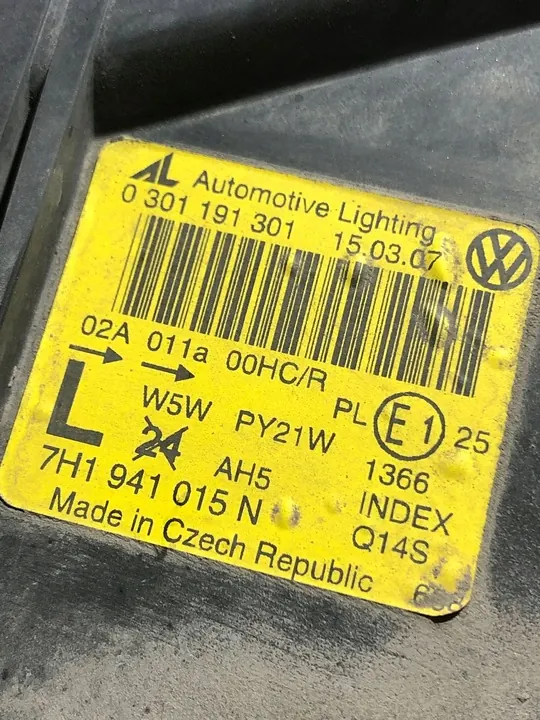 AL Automotive Lighting
0 301 191 301 15.03.07
02A 011a 00HC/R PL E1 25
L W5W PY21W 1366
24 AH5 INDEX
7H1 941 015 N Q14S
Made in Czech Republic